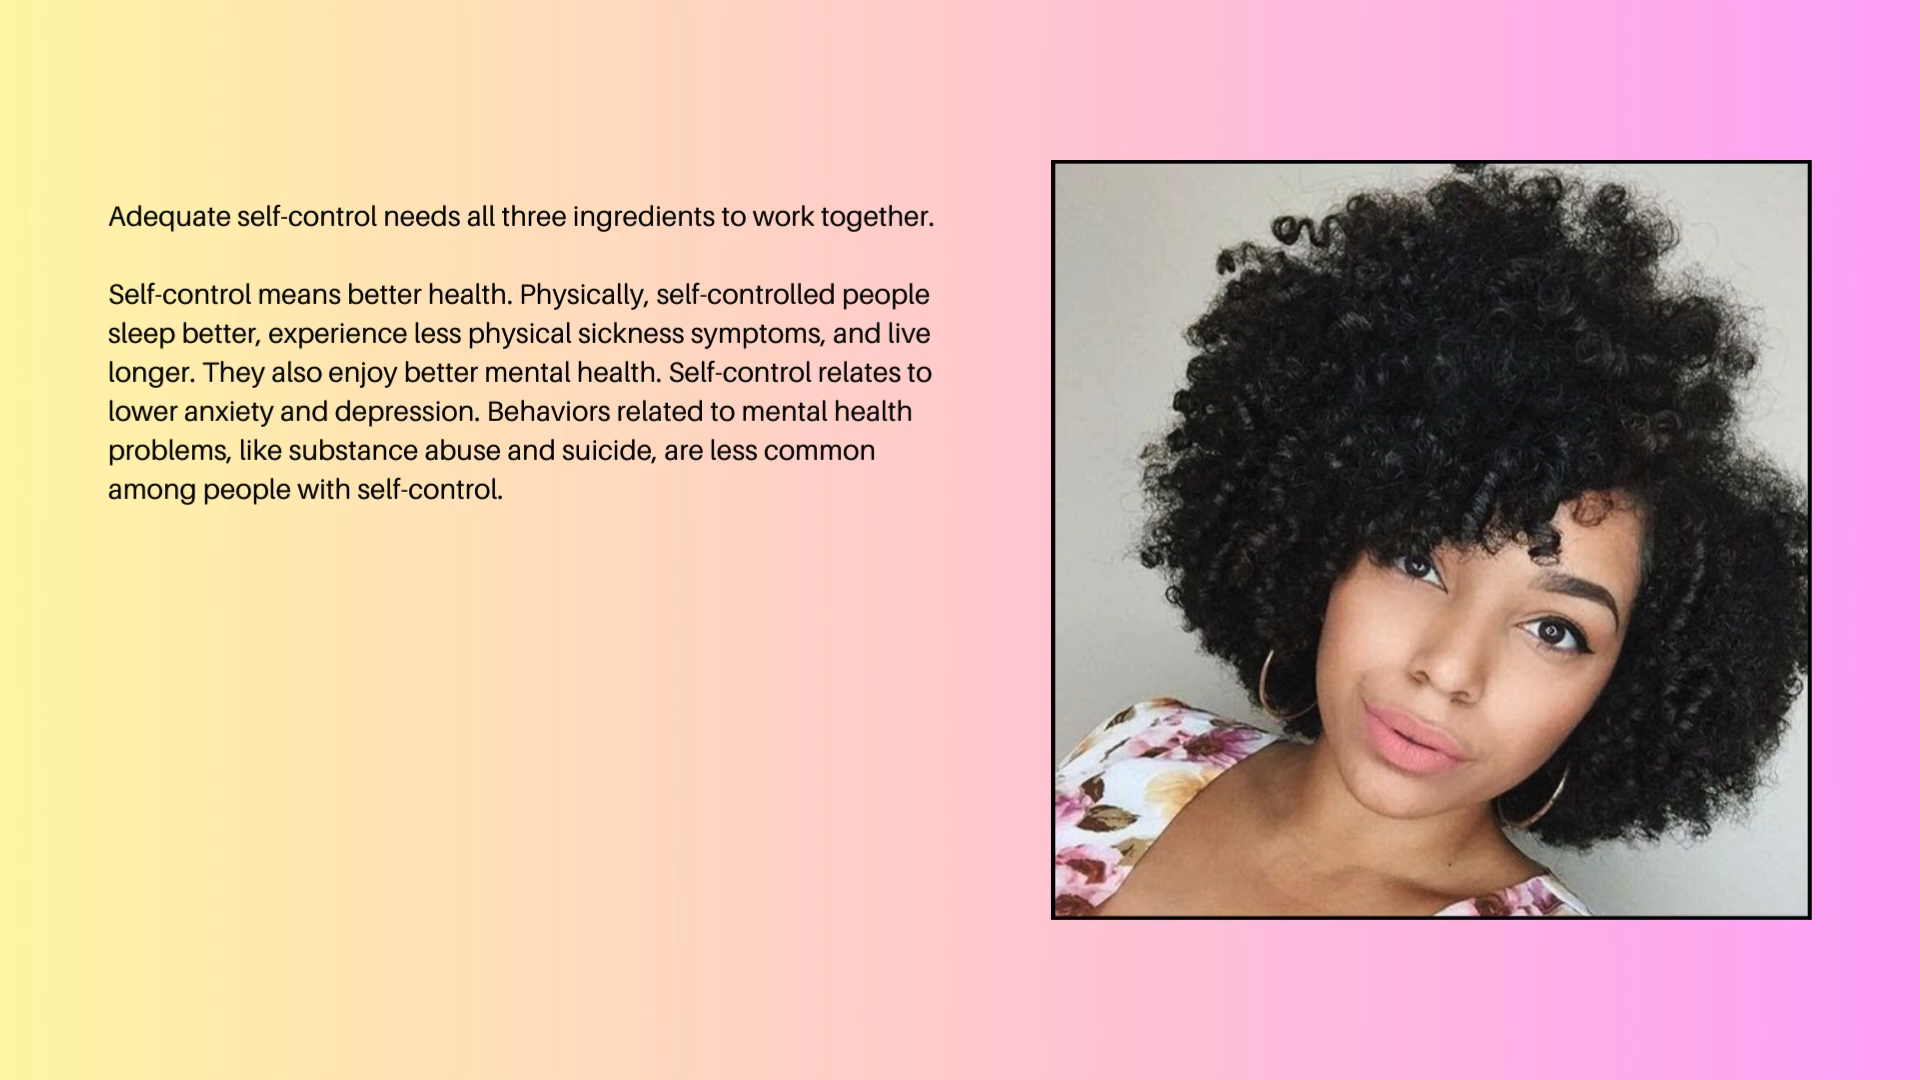 Adequate self-control needs all three ingredients to work together.
Self-control means better health. Physically, self-controlled people
sleep better, experience less physical sickness symptoms, and live
longer. They also enjoy better mental health. Self-control relates to
lower anxiety and depression. Behaviors related to mental health
problems, like substance abuse and suicide, are less common
among people with self-control.